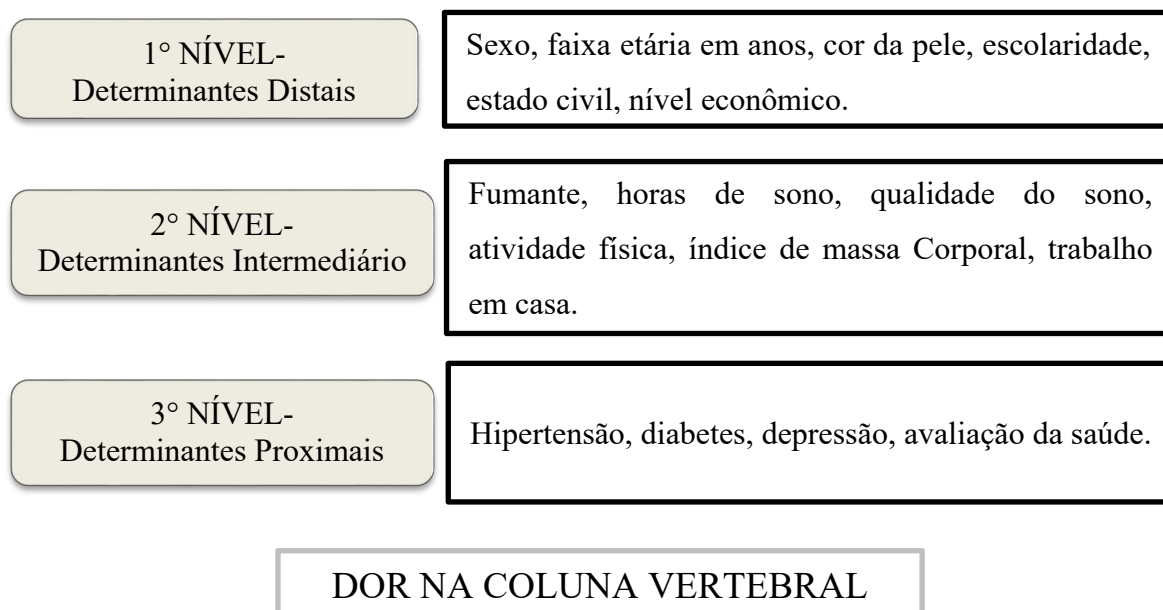 1° NÍVEL-
Determinantes Distais
Sexo, faixa etária em anos, cor da pele, escolaridade,
estado civil, nível econômico.
2° NÍVEL-
Determinantes Intermediário
Fumante, horas de sono, qualidade do sono,
atividade física, índice de massa Corporal, trabalho
em casa.
3° NÍVEL-
Determinantes Proximais
Hipertensão, diabetes, depressão, avaliação da saúde.
DOR NA COLUNA VERTEBRAL